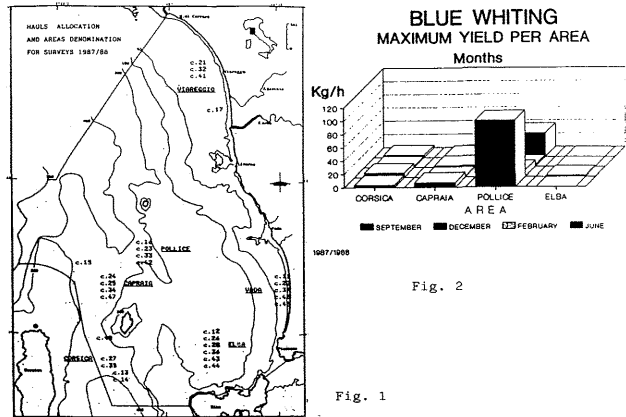 HAULS ALLOCATION
AND AREAS DENOMINATION
FOR SURVEYS 1987/88
c.21
c.32
c.41
VIAREGGIO
c.17
c.15
c.23
c.33
POLLICE
c.24
c.25
c.34
c.47
CAPRAIA
VADA
c.12
c.26
c.28
c.36
c.43
c.44
ELBA
CORSICA
c.27
c.35
c.13
c.14
Fig. 1
BLUE WHITING
MAXIMUM YIELD PER AREA
Months
Kg/h
120
100
80
60
40
20
0
CORSICA CAPRAIA POLLICE ELBA
AREA
SEPTEMBER DECEMBER FEBRUARY JUNE
1987/1988
Fig. 2